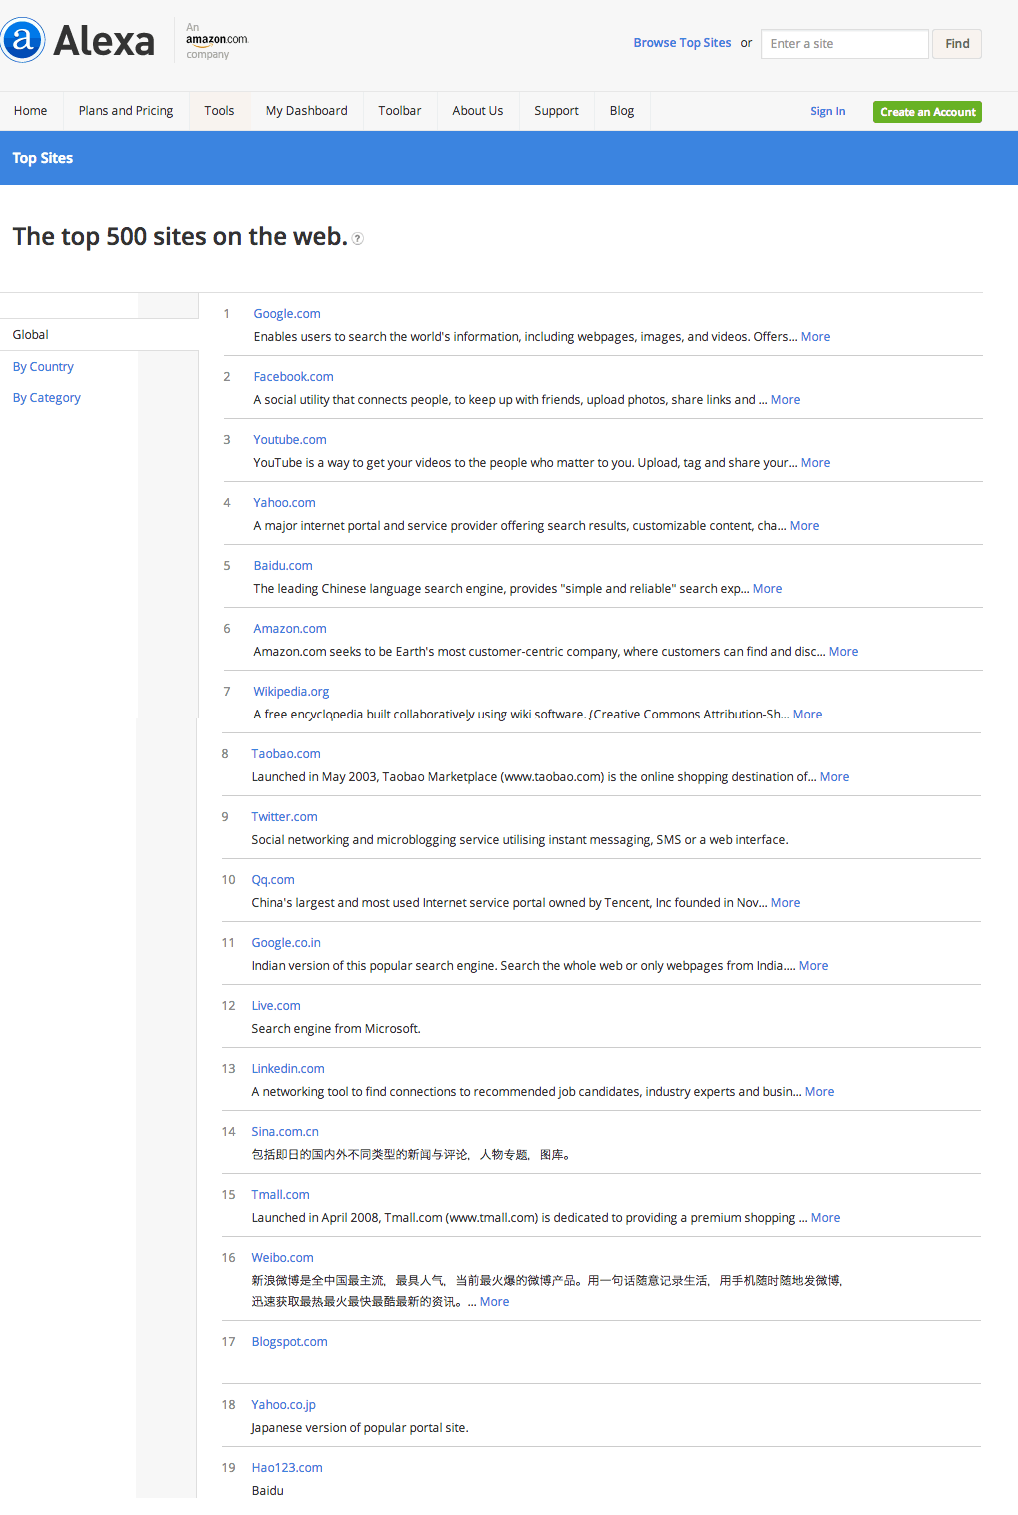 Alexa
An
amazon.com
company
Browse Top Sites or Enter a site Find
Home Plans and Pricing Tools My Dashboard Toolbar About Us Support Blog Sign In Create an Account
Top Sites
The top 500 sites on the web. ?
Global
By Country
By Category
1 Google.com
Enables users to search the world's information, including webpages, images, and videos. Offers... More
2 Facebook.com
A social utility that connects people, to keep up with friends, upload photos, share links and ... More
3 Youtube.com
YouTube is a way to get your videos to the people who matter to you. Upload, tag and share your... More
4 Yahoo.com
A major internet portal and service provider offering search results, customizable content, cha... More
5 Baidu.com
The leading Chinese language search engine, provides "simple and reliable" search exp... More
6 Amazon.com
Amazon.com seeks to be Earth's most customer-centric company, where customers can find and disc... More
7 Wikipedia.org
A free encyclopedia built collaboratively using wiki software. (Creative Commons Attribution-Sh... More
8 Taobao.com
Launched in May 2003, Taobao Marketplace (www.taobao.com) is the online shopping destination of... More
9 Twitter.com
Social networking and microblogging service utilising instant messaging, SMS or a web interface.
10 Qq.com
China's largest and most used Internet service portal owned by Tencent, Inc founded in Nov... More
11 Google.co.in
Indian version of this popular search engine. Search the whole web or only webpages from India.... More
12 Live.com
Search engine from Microsoft.
13 Linkedin.com
A networking tool to find connections to recommended job candidates, industry experts and busin... More
14 Sina.com.cn
包括即日的国内外不同类型的新闻与评论，人物专题，图库。
15 Tmall.com
Launched in April 2008, Tmall.com (www.tmall.com) is dedicated to providing a premium shopping ... More
16 Weibo.com
新浪微博是全中国最主流，最具人气，当前最火爆的微博产品。用一句话随意记录生活，用手机随时随地发微博，
迅速获取最热最火最快最酷最新的资讯。... More
17 Blogspot.com
18 Yahoo.co.jp
Japanese version of popular portal site.
19 Hao123.com
Baidu